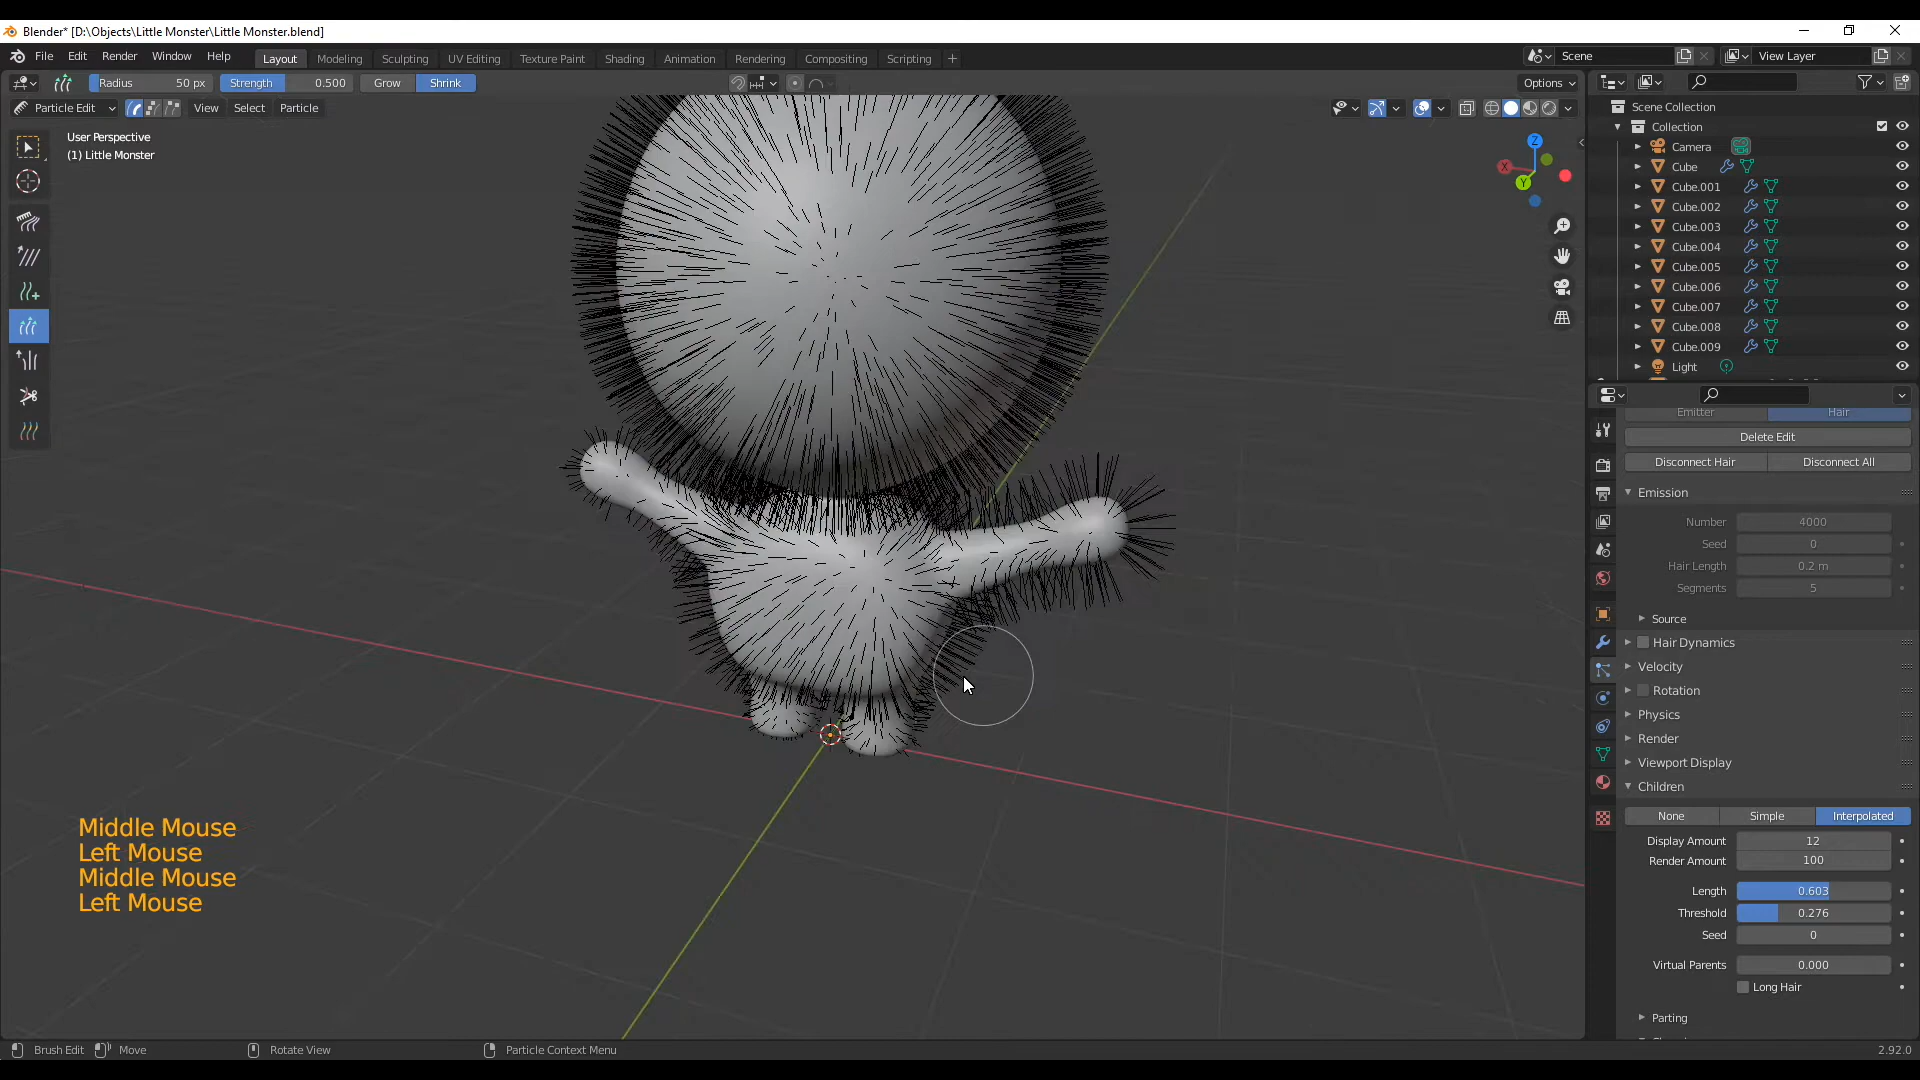 Blender* [D:\Objects\Little Monster\Little Monster.blend]
File Edit Render Window Help Layout Modeling Sculpting UV Editing Texture Paint Shading Animation Rendering Compositing Scripting + Scene View Layer
Radius 50 px Strength 0.500 Grow Shrink Options
Particle Edit View Select Particle
User Perspective
(1) Little Monster
X Y Z
Scene Collection
Collection
Camera
Cube
Cube.001
Cube.002
Cube.003
Cube.004
Cube.005
Cube.006
Cube.007
Cube.008
Cube.009
Light
Emitter Hair
Delete Edit
Disconnect Hair Disconnect All
Emission
Number 4000
Seed 0
Hair Length 0.2 m
Segments 5
Source
Hair Dynamics
Velocity
Rotation
Physics
Render
Viewport Display
Children
None Simple Interpolated
Display Amount 12
Render Amount 100
Length 0.603
Threshold 0.276
Seed 0
Virtual Parents 0.000
Long Hair
Parting
Middle Mouse
Left Mouse
Middle Mouse
Left Mouse
Brush Edit Move Rotate View Particle Context Menu 2.92.0